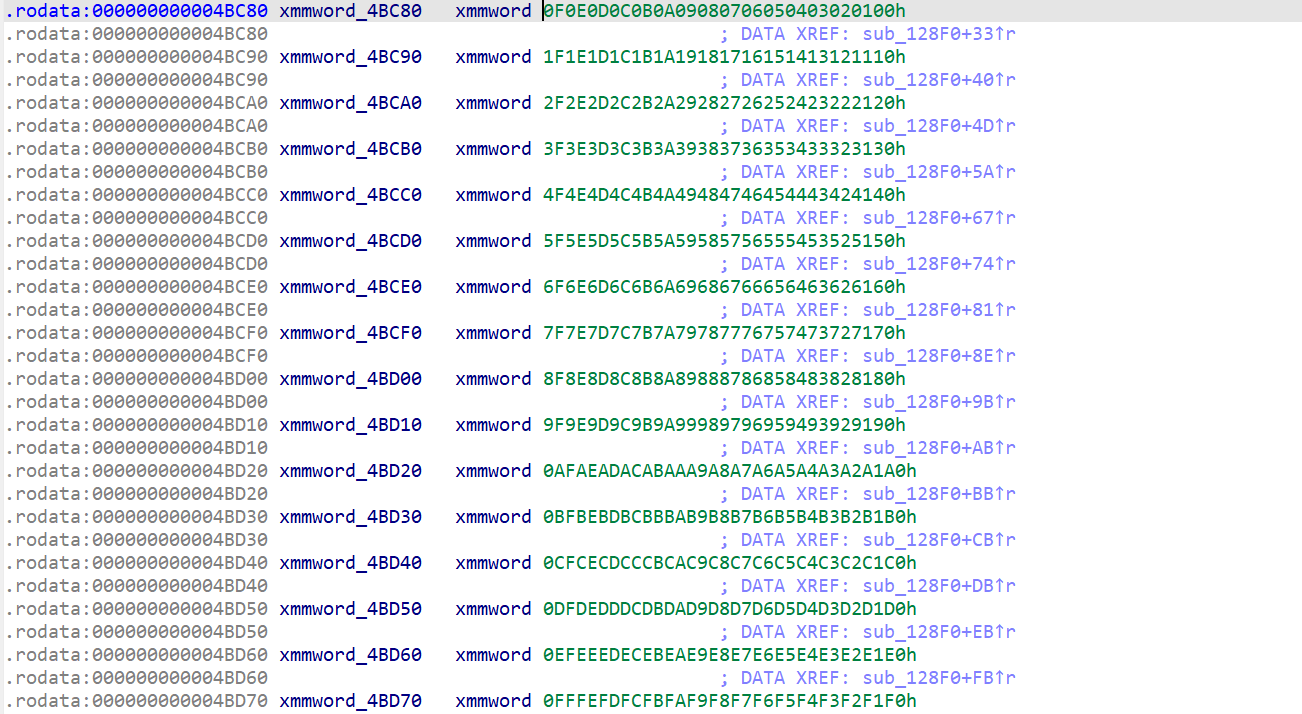 .rodata:000000000004BC80 xmmword_4BC80 xmmword 0F0E0D0C0B0A09080706050403020100h
.rodata:000000000004BC80 ; DATA XREF: sub_128F0+33↑r
.rodata:000000000004BC90 xmmword_4BC90 xmmword 1F1E1D1C1B1A19181716151413121110h
.rodata:000000000004BC90 ; DATA XREF: sub_128F0+40↑r
.rodata:000000000004BCA0 xmmword_4BCA0 xmmword 2F2E2D2C2B2A29282726252423222120h
.rodata:000000000004BCA0 ; DATA XREF: sub_128F0+4D↑r
.rodata:000000000004BCB0 xmmword_4BCB0 xmmword 3F3E3D3C3B3A39383736353433323130h
.rodata:000000000004BCB0 ; DATA XREF: sub_128F0+5A↑r
.rodata:000000000004BCC0 xmmword_4BCC0 xmmword 4F4E4D4C4B4A49484746454443424140h
.rodata:000000000004BCC0 ; DATA XREF: sub_128F0+67↑r
.rodata:000000000004BCD0 xmmword_4BCD0 xmmword 5F5E5D5C5B5A59585756555453525150h
.rodata:000000000004BCD0 ; DATA XREF: sub_128F0+74↑r
.rodata:000000000004BCE0 xmmword_4BCE0 xmmword 6F6E6D6C6B6A69686766656463626160h
.rodata:000000000004BCE0 ; DATA XREF: sub_128F0+81↑r
.rodata:000000000004BCF0 xmmword_4BCF0 xmmword 7F7E7D7C7B7A79787776757473727170h
.rodata:000000000004BCF0 ; DATA XREF: sub_128F0+8E↑r
.rodata:000000000004BD00 xmmword_4BD00 xmmword 8F8E8D8C8B8A89888786858483828180h
.rodata:000000000004BD00 ; DATA XREF: sub_128F0+9B↑r
.rodata:000000000004BD10 xmmword_4BD10 xmmword 9F9E9D9C9B9A99989796959493929190h
.rodata:000000000004BD10 ; DATA XREF: sub_128F0+AB↑r
.rodata:000000000004BD20 xmmword_4BD20 xmmword 0AFAEADACABAAA9A8A7A6A5A4A3A2A1A0h
.rodata:000000000004BD20 ; DATA XREF: sub_128F0+BB↑r
.rodata:000000000004BD30 xmmword_4BD30 xmmword 0BFBEBDBCBBBAB9B8B7B6B5B4B3B2B1B0h
.rodata:000000000004BD30 ; DATA XREF: sub_128F0+CB↑r
.rodata:000000000004BD40 xmmword_4BD40 xmmword 0CFCECDCCCBCAC9C8C7C6C5C4C3C2C1C0h
.rodata:000000000004BD40 ; DATA XREF: sub_128F0+DB↑r
.rodata:000000000004BD50 xmmword_4BD50 xmmword 0DFDEDDDCDBDAD9D8D7D6D5D4D3D2D1D0h
.rodata:000000000004BD50 ; DATA XREF: sub_128F0+EB↑r
.rodata:000000000004BD60 xmmword_4BD60 xmmword 0EFEEEDECEBEAE9E8E7E6E5E4E3E2E1E0h
.rodata:000000000004BD60 ; DATA XREF: sub_128F0+FB↑r
.rodata:000000000004BD70 xmmword_4BD70 xmmword 0FFFEFDFCFBFAF9F8F7F6F5F4F3F2F1F0h